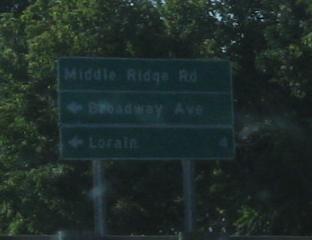 Middle Ridge Rd
← Broadway Ave
← Lorain 4